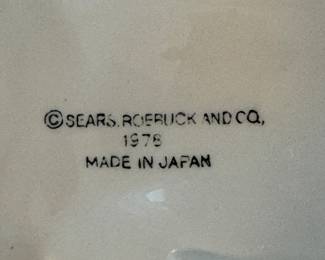 ©SEARS, ROEBUCK AND CO,
1978
MADE IN JAPAN